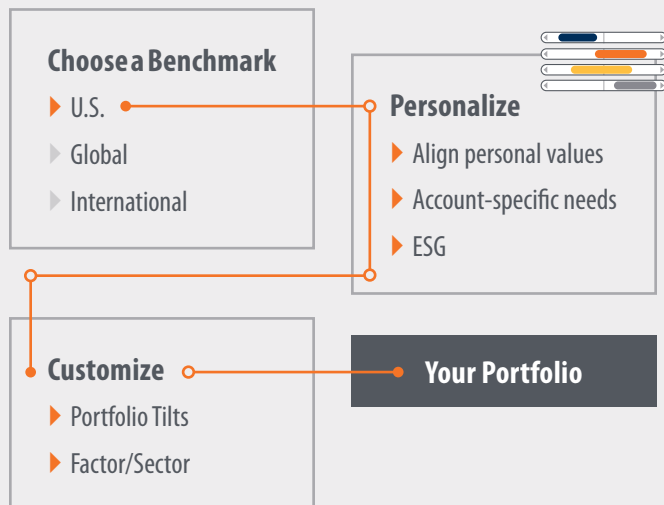 Choose a Benchmark
U.S.
Global
International
Personalize
Align personal values
Account-specific needs
ESG
Customize
Portfolio Tilts
Factor/Sector
Your Portfolio